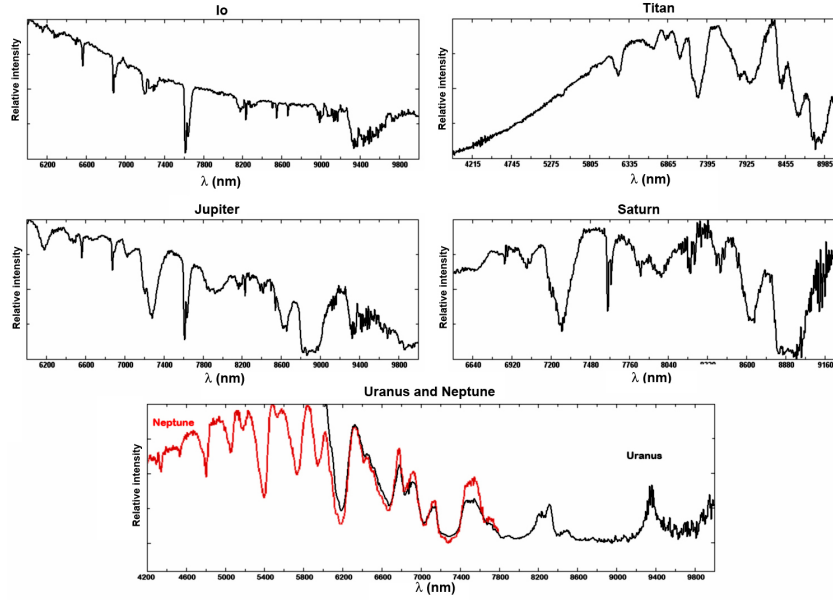 Io
Relative intensity
6200 6600 7000 7400 7800 8200 8600 9000 9400 9800
λ (nm)
Titan
Relative intensity
4215 4745 5275 5805 6335 6865 7395 7925 8455 8985
λ (nm)
Jupiter
Relative intensity
6200 6600 7000 7400 7800 8200 8600 9000 9400 9800
λ (nm)
Saturn
Relative intensity
6640 6920 7200 7480 7760 8040 8600 8880 9160
λ (nm)
Uranus and Neptune
Relative intensity
Neptune
Uranus
4200 4600 5000 5400 5800 6200 6600 7000 7400 7800 8200 8600 9000 9400 9800
λ (nm)